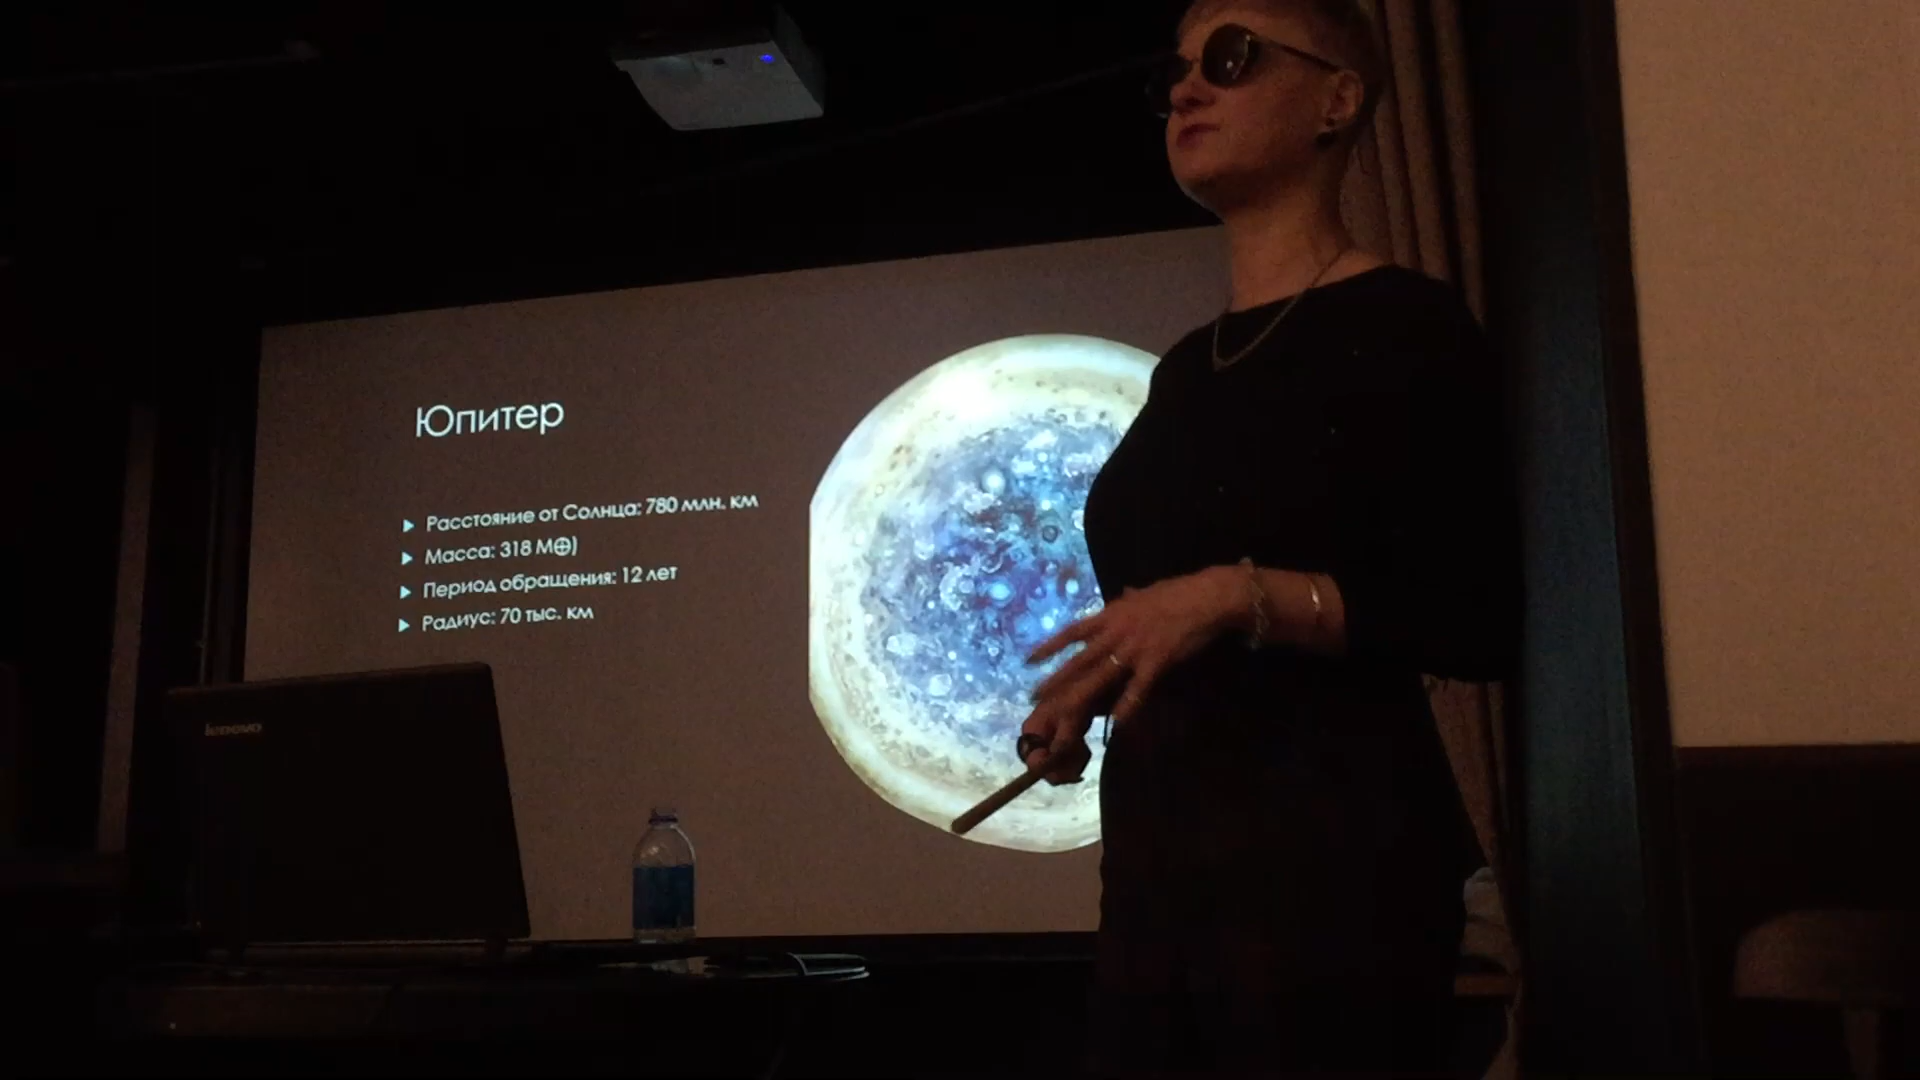 Юпитер
Расстояние от Солнца: 780 млн. км
Масса: 318 M⊕)
Период обращения: 12 лет
Радиус: 70 тыс. км
lenovo